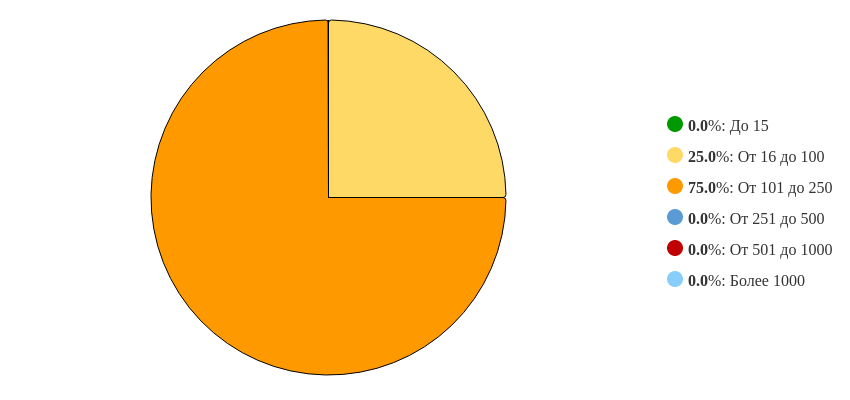 0.0%: До 15
25.0%: От 16 до 100
75.0%: От 101 до 250
0.0%: От 251 до 500
0.0%: От 501 до 1000
0.0%: Более 1000